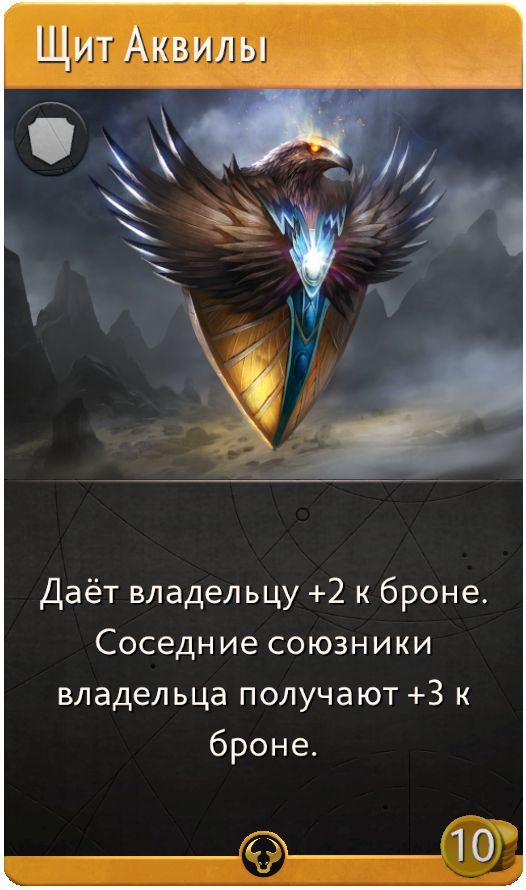 Щит Аквилы
Даёт владельцу +2 к броне.
Соседние союзники
владельца получают +3 к
броне.
10